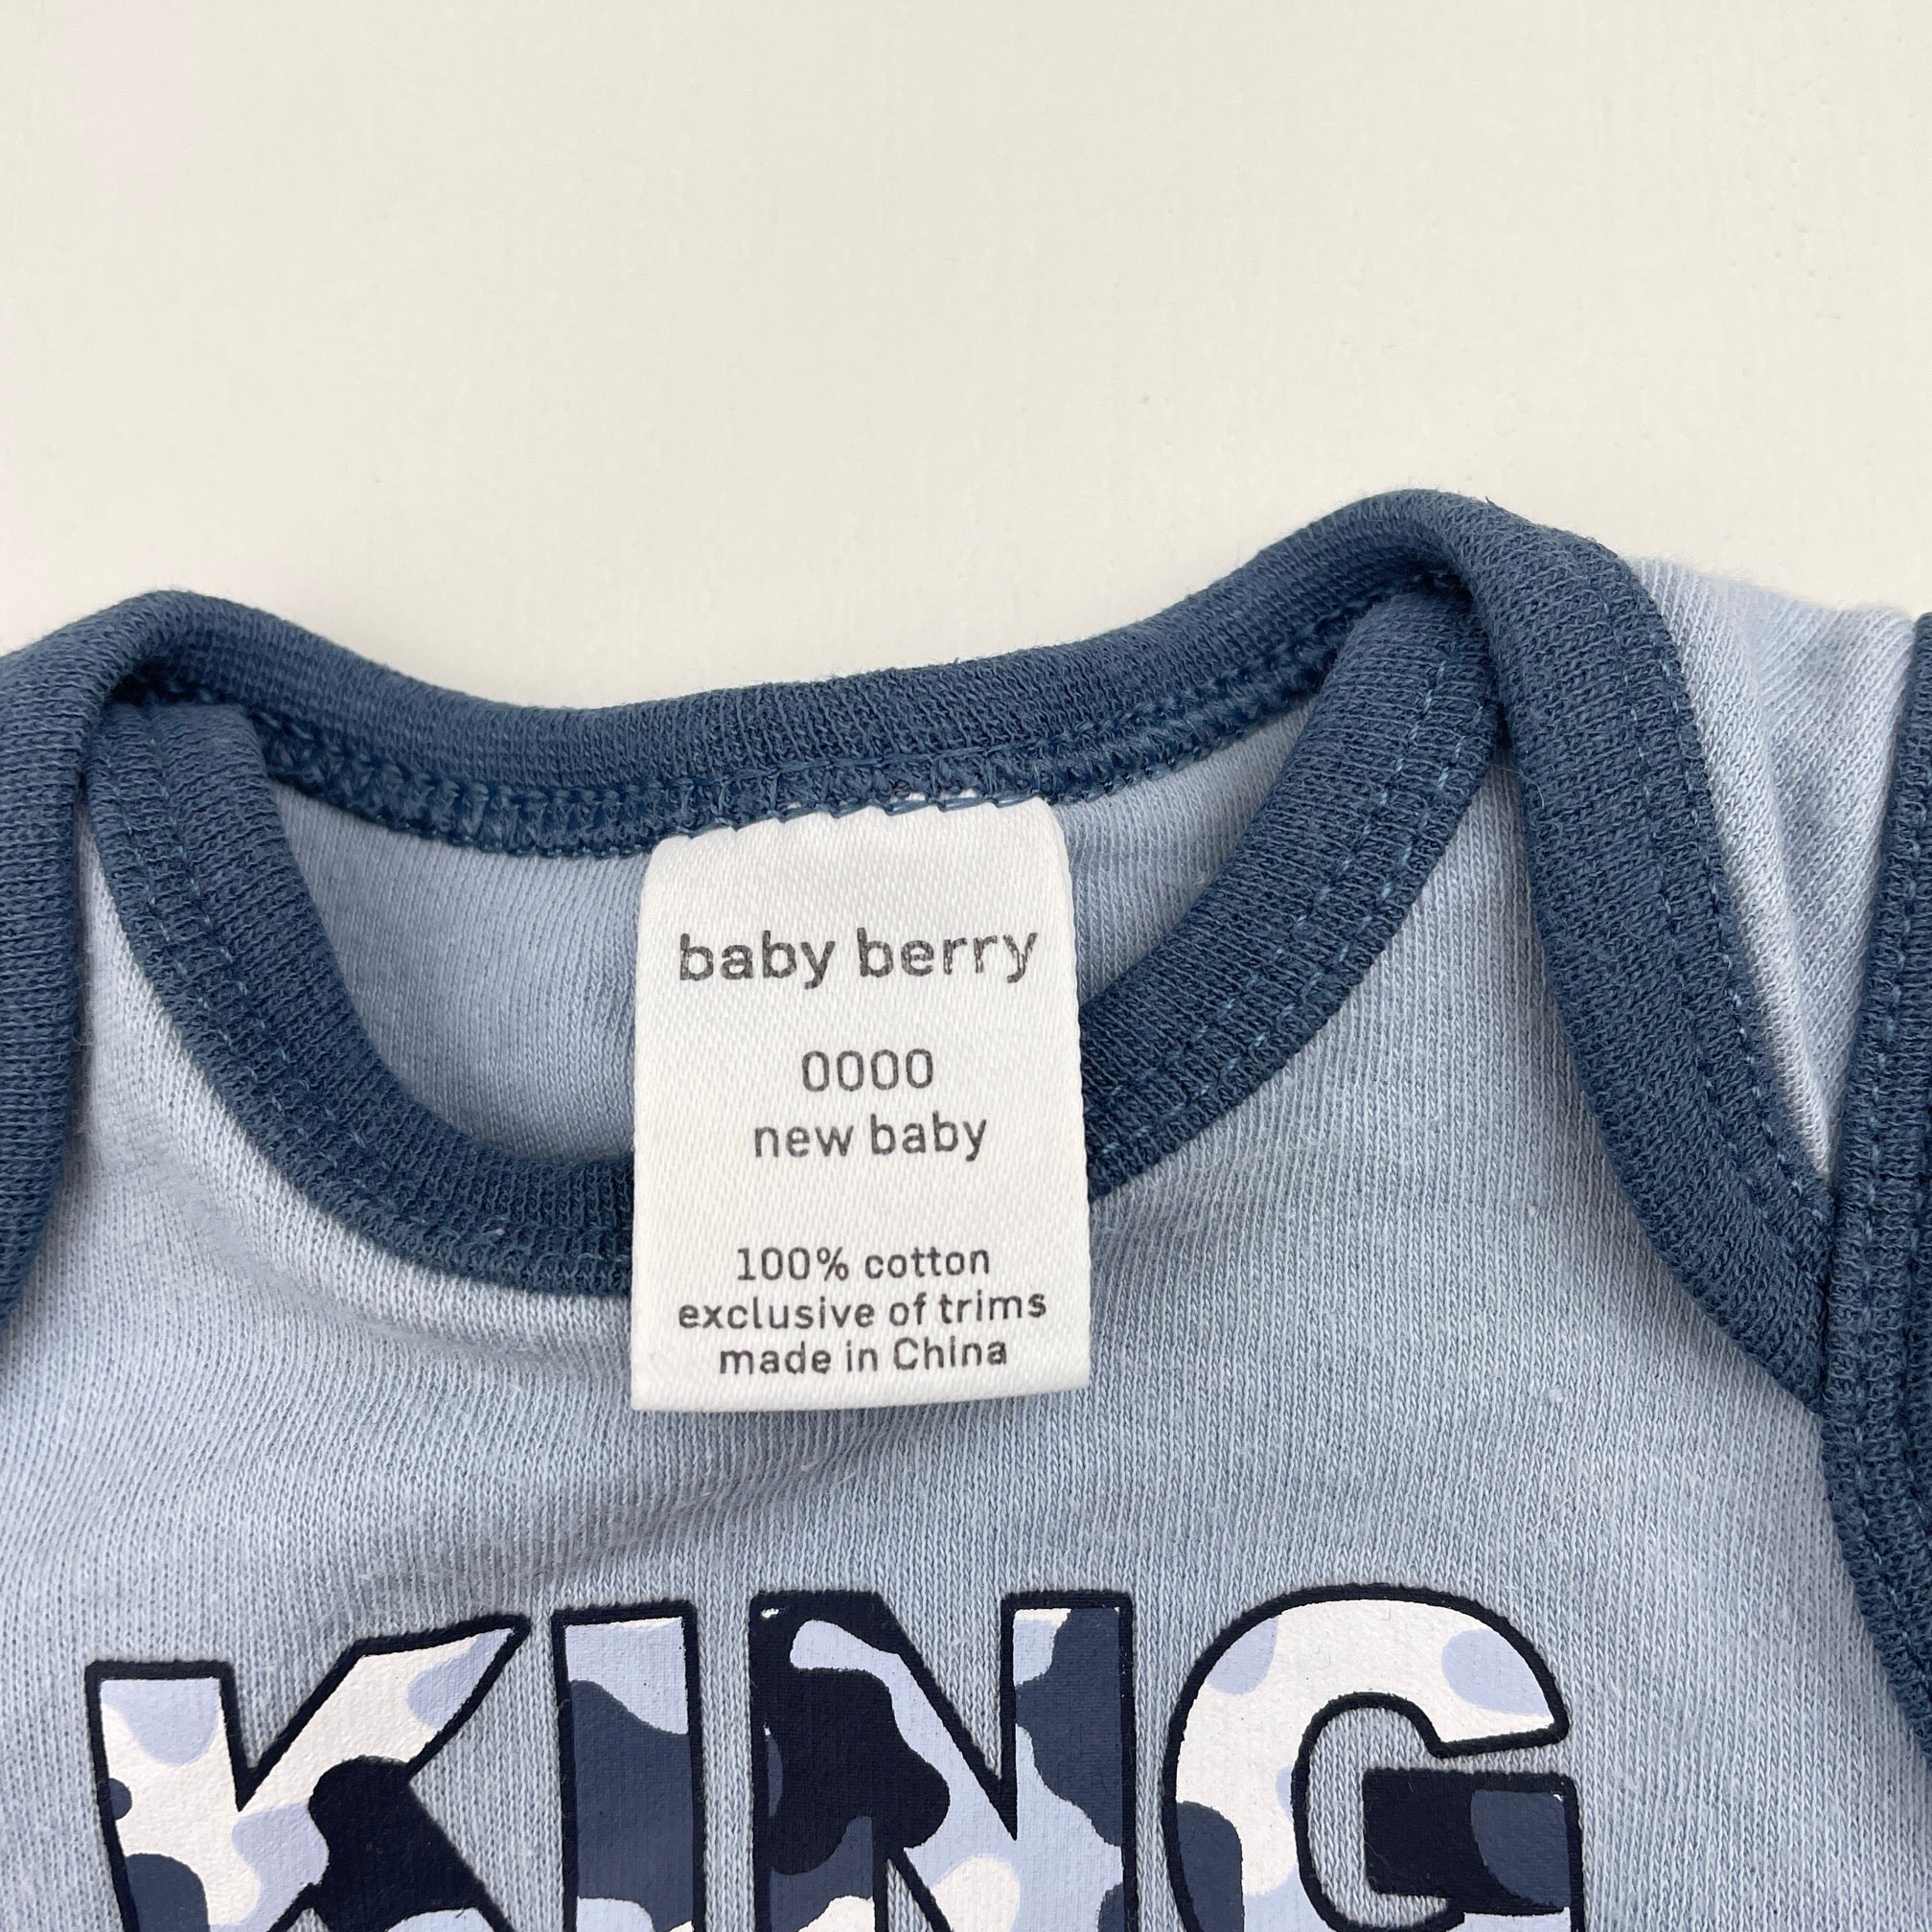 baby berry
0000
new baby
100% cotton
exclusive of trims
made in China
KING